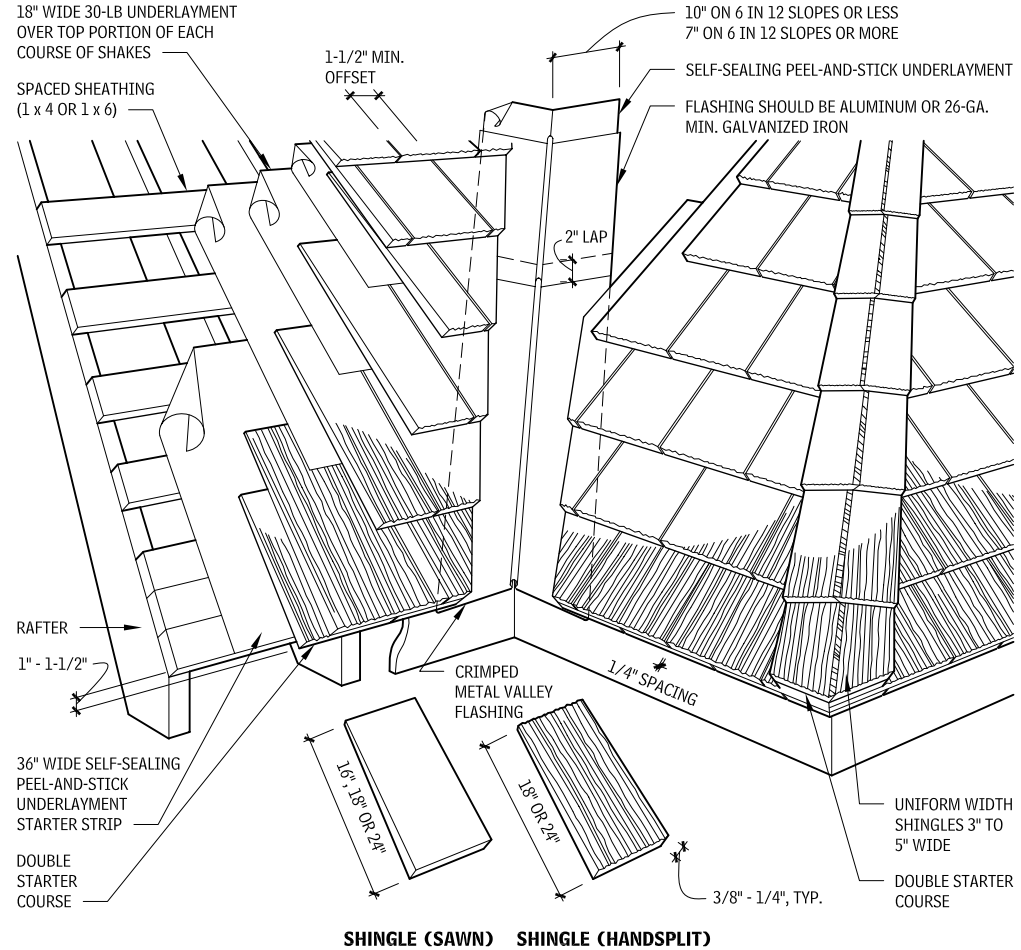 18" WIDE 30-LB UNDERLAYMENT
OVER TOP PORTION OF EACH
COURSE OF SHAKES
SPACED SHEATHING
(1 x 4 OR 1 x 6)
1-1/2" MIN.
OFFSET
10" ON 6 IN 12 SLOPES OR LESS
7" ON 6 IN 12 SLOPES OR MORE
SELF-SEALING PEEL-AND-STICK UNDERLAYMENT
FLASHING SHOULD BE ALUMINUM OR 26-GA.
MIN. GALVANIZED IRON
2" LAP
RAFTER
1" - 1-1/2"
36" WIDE SELF-SEALING
PEEL-AND-STICK
UNDERLAYMENT
STARTER STRIP
DOUBLE
STARTER
COURSE
CRIMPED
METAL VALLEY
FLASHING
1/4" SPACING
16", 18" OR 24"
18" OR 24"
3/8" - 1/4", TYP.
UNIFORM WIDTH
SHINGLES 3" TO
5" WIDE
DOUBLE STARTER
COURSE
SHINGLE (SAWN)
SHINGLE (HANDSPLIT)